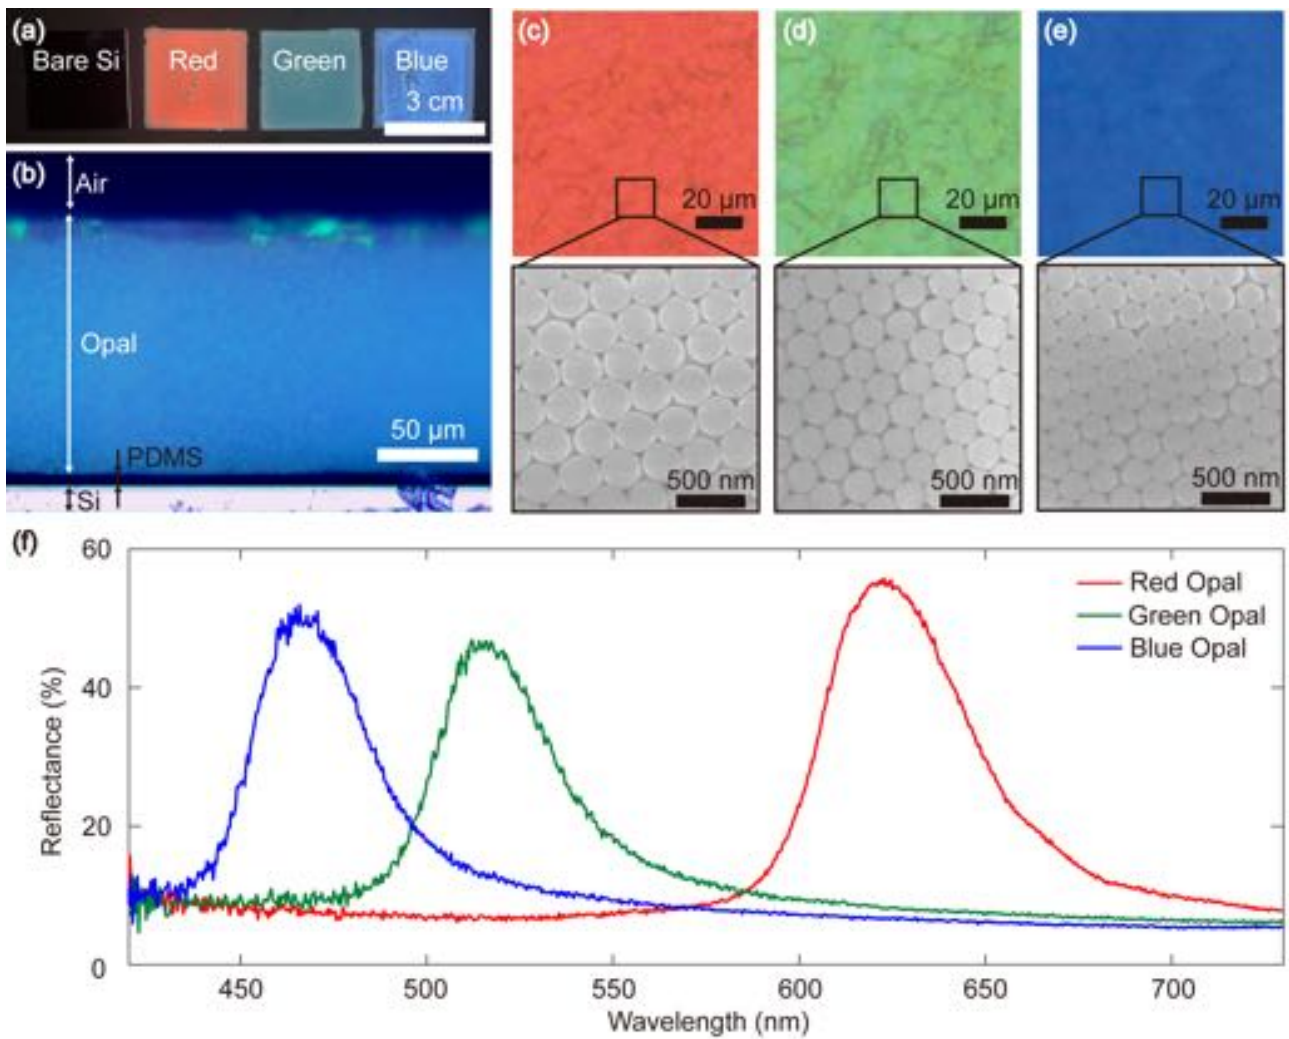 (a)
Bare Si Red Green Blue
3 cm
(b)
Air
Opal
50 μm
PDMS
Si
(c)
20 μm
500 nm
(d)
20 μm
500 nm
(e)
20 μm
500 nm
(f)
60
40
20
0
Reflectance (%)
Red Opal
Green Opal
Blue Opal
450 500 550 600 650 700
Wavelength (nm)